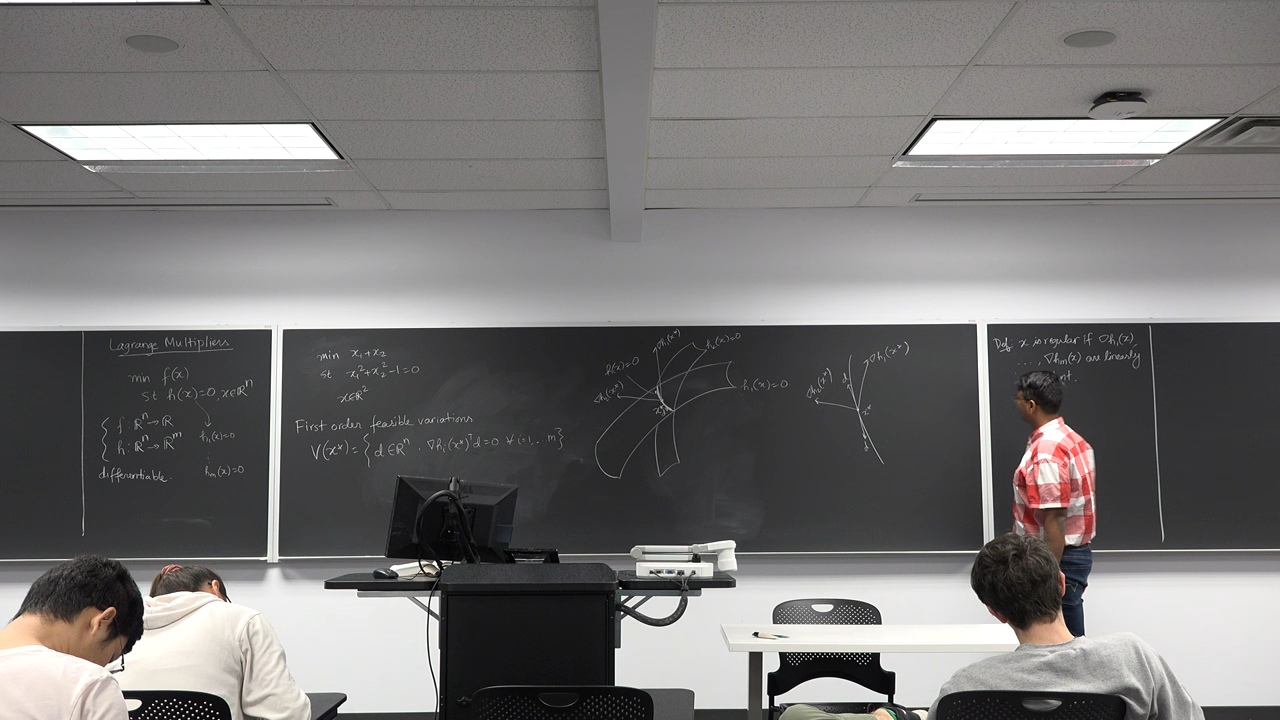 Lagrange Multipliers
min f(x)
st h(x)=0, x∈ℝⁿ
f: ℝⁿ→ℝ
h: ℝⁿ→ℝᵐ
differentiable.
h₁(x)=0
hₘ(x)=0
min x₁+x₂
st x₁²+x₂²-1=0
x∈ℝ²
First order feasible variations
V(x*)= { d∈ℝⁿ . ∇hᵢ(x*)ᵀd=0 ∀ i=1...m }
∇h₁(x*)
h₂(x)=0
h(x)=0
h₁(x)=0
x*
∇h₁(x*)
∇h₂(x*)
x*
Def x is regular if ∇h₁(x),
.... ∇hₘ(x) are linearly